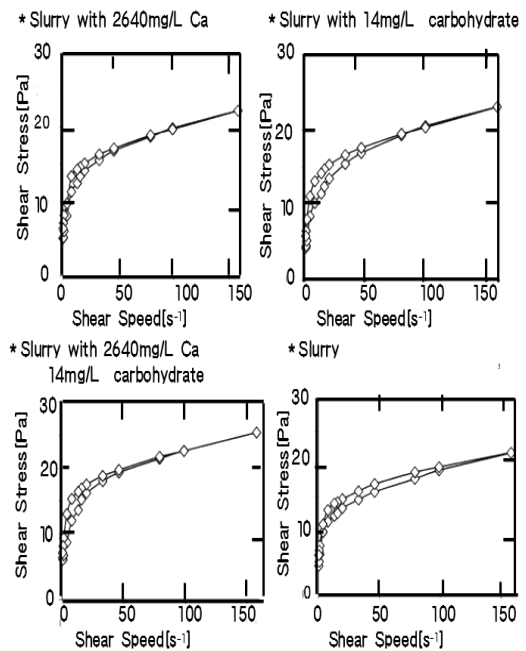 * Slurry with 2640mg/L Ca
30
20
10
0
Shear Stress[Pa]
0 50 100 150
Shear Speed[s⁻¹]
* Slurry with 14mg/L carbohydrate
30
20
10
0
Shear Stress[Pa]
0 50 100 150
Shear Speed[s⁻¹]
* Slurry with 2640mg/L Ca
14mg/L carbohydrate
30
20
10
0
Shear Stress[Pa]
0 50 100 150
Shear Speed[s⁻¹]
* Slurry
30
20
10
0
Shear Stress[Pa]
0 50 100 150
Shear Speed[s⁻¹]